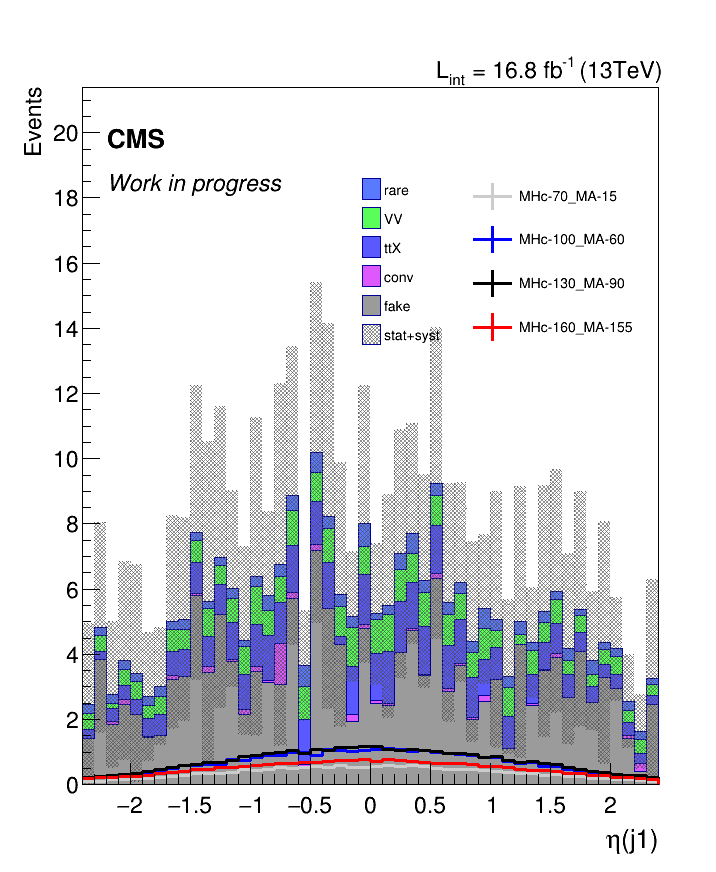 L_int = 16.8 fb^-1 (13TeV)
Events
CMS
Work in progress
rare
VV
ttX
conv
fake
stat+syst
MHc-70_MA-15
MHc-100_MA-60
MHc-130_MA-90
MHc-160_MA-155
20
18
16
14
12
10
8
6
4
2
0
−2 −1.5 −1 −0.5 0 0.5 1 1.5 2
η(j1)